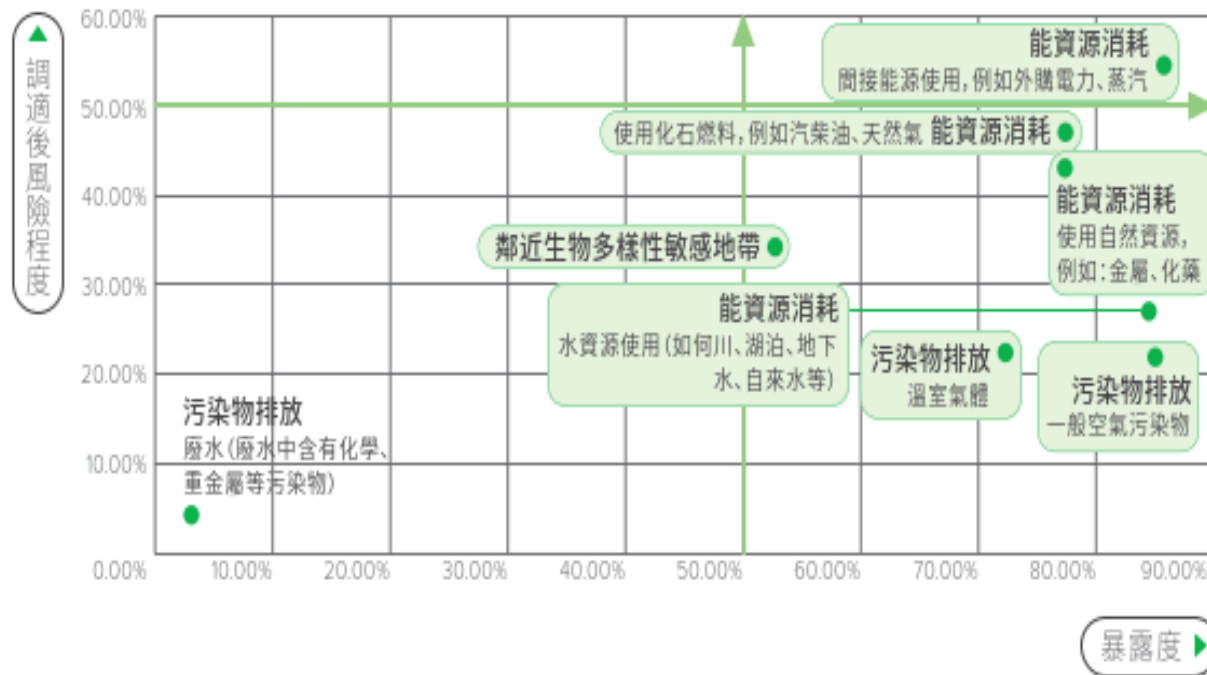 調適後風險程度
60.00%
50.00%
40.00%
30.00%
20.00%
10.00%
0.00%
能資源消耗
間接能源使用，例如外購電力、蒸汽
使用化石燃料，例如汽柴油、天然氣 能資源消耗
能資源消耗
使用自然資源，
例如：金屬、化藥
鄰近生物多樣性敏感地帶
能資源消耗
水資源使用（如何川、湖泊、地下
水、自來水等）
污染物排放
溫室氣體
污染物排放
一般空氣污染物
污染物排放
廢水（廢水中含有化學、
重金屬等污染物）
10.00%
20.00%
30.00%
40.00%
50.00%
60.00%
70.00%
80.00%
90.00%
暴露度